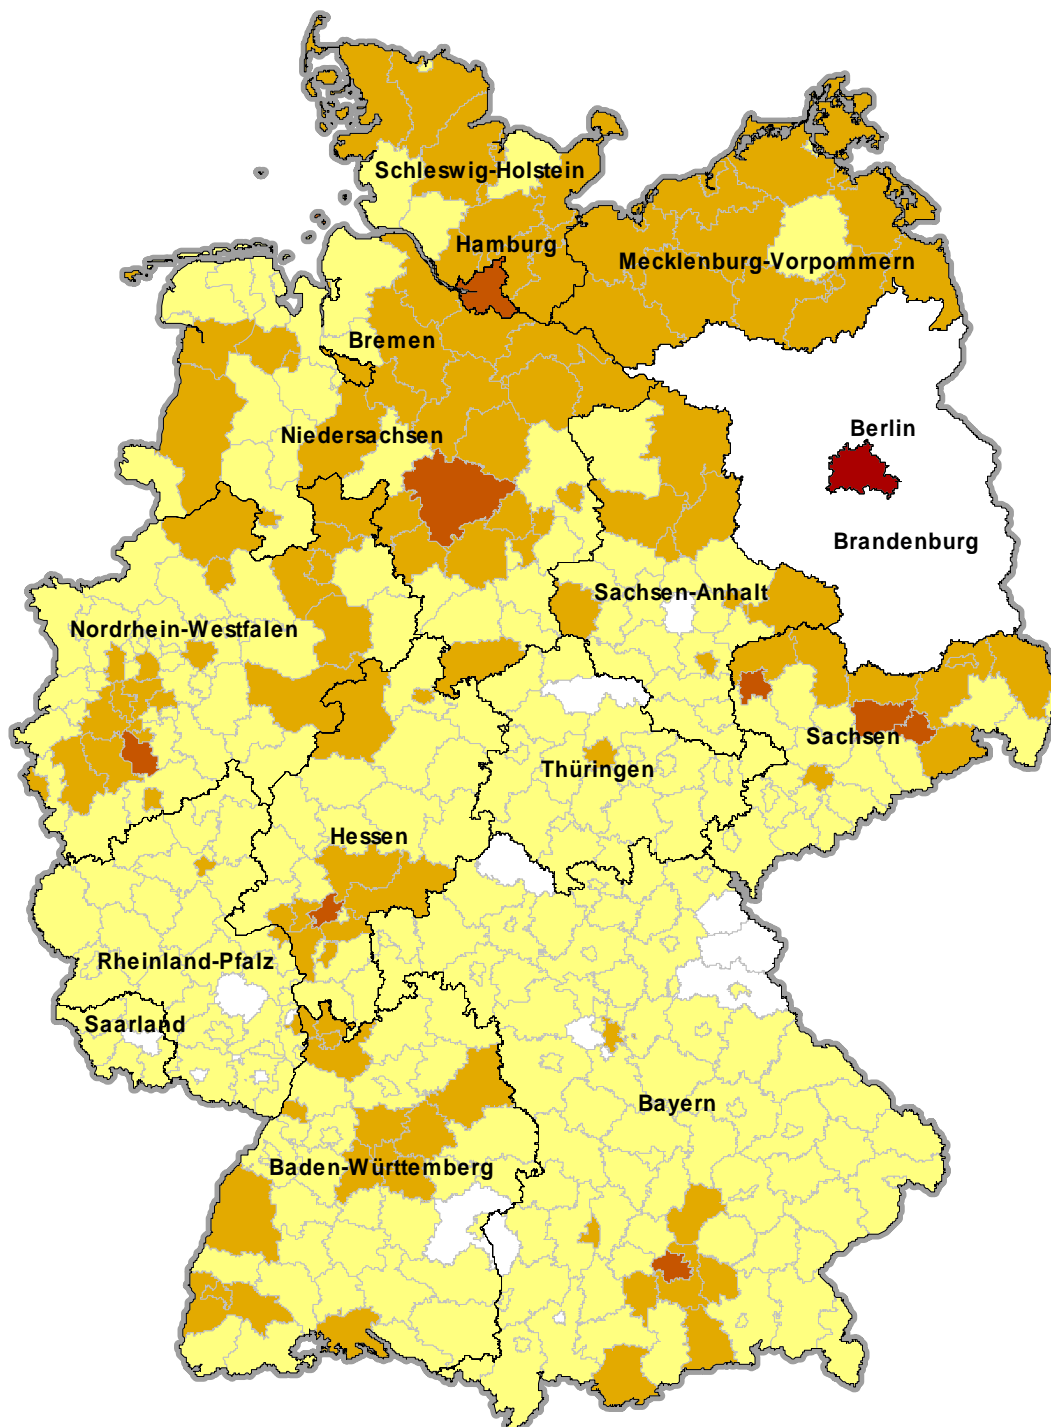 Schleswig-Holstein
Hamburg
Mecklenburg-Vorpommern
Bremen
Niedersachsen
Berlin
Brandenburg
Sachsen-Anhalt
Nordrhein-Westfalen
Sachsen
Thüringen
Hessen
Rheinland-Pfalz
Saarland
Bayern
Baden-Württemberg